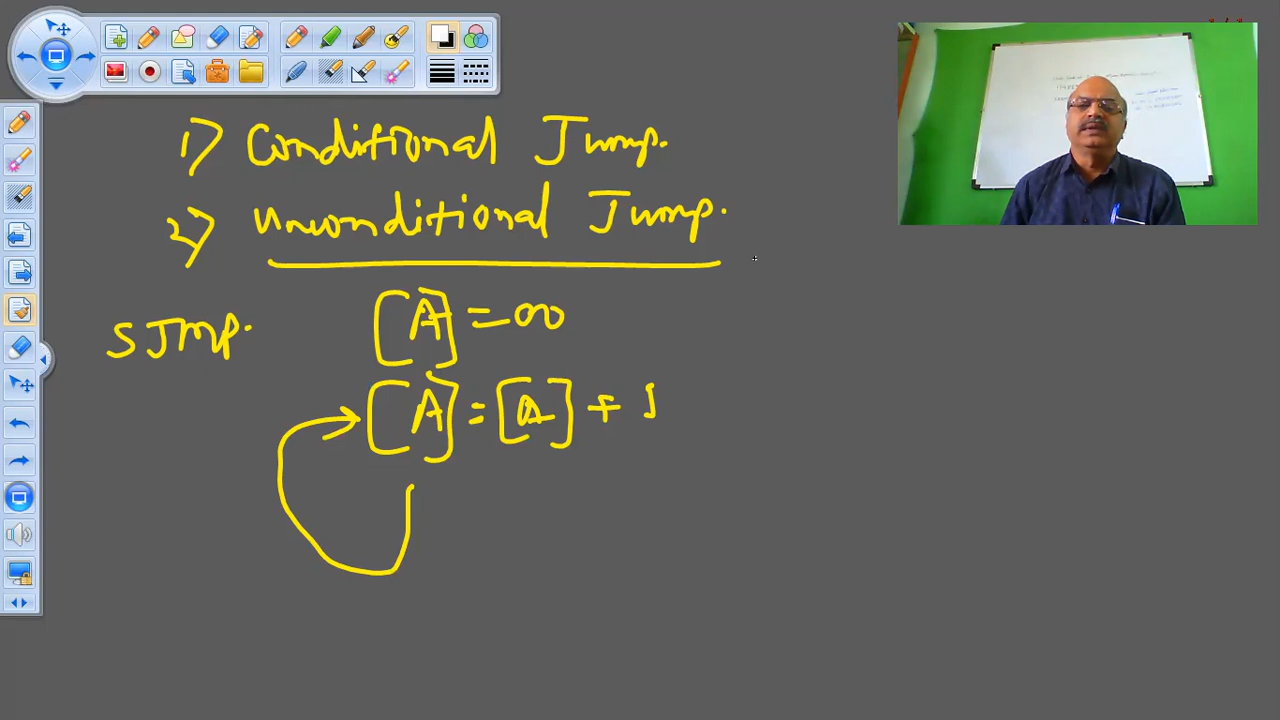 1) Conditional Jump.
2) Unconditional Jump.
SJmp.
[A] = 00
[A] = [A] + 1